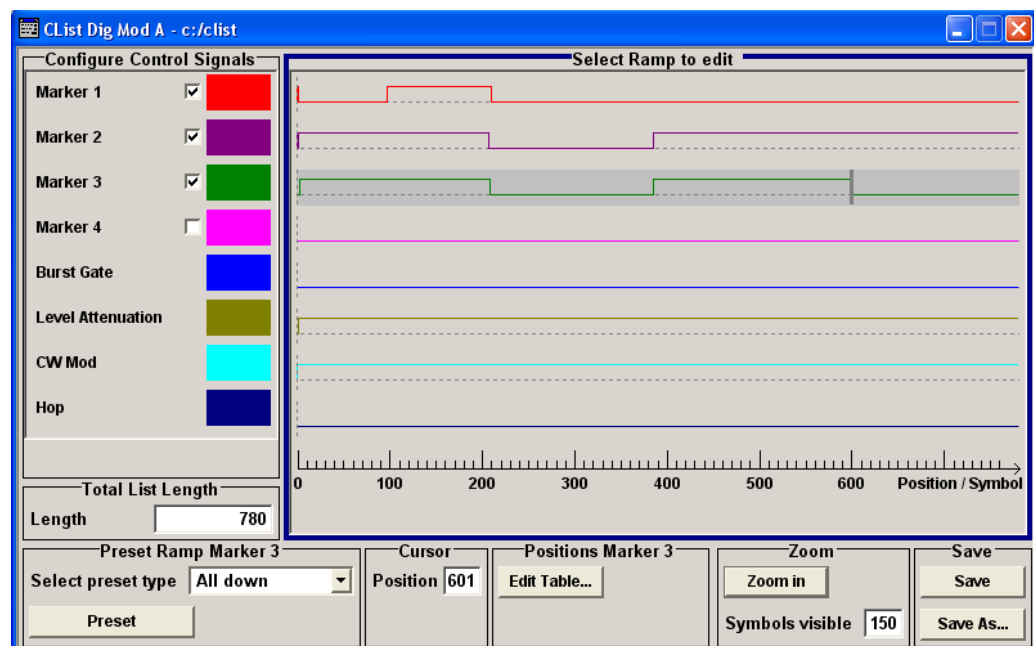 CList Dig Mod A - c:/clist
Configure Control Signals
Marker 1
Marker 2
Marker 3
Marker 4
Burst Gate
Level Attenuation
CW Mod
Hop
Select Ramp to edit
0 100 200 300 400 500 600 Position / Symbol
Total List Length
Length 780
Preset Ramp Marker 3
Select preset type All down
Preset
Cursor
Position 601
Positions Marker 3
Edit Table...
Zoom
Zoom in
Symbols visible 150
Save
Save
Save As...